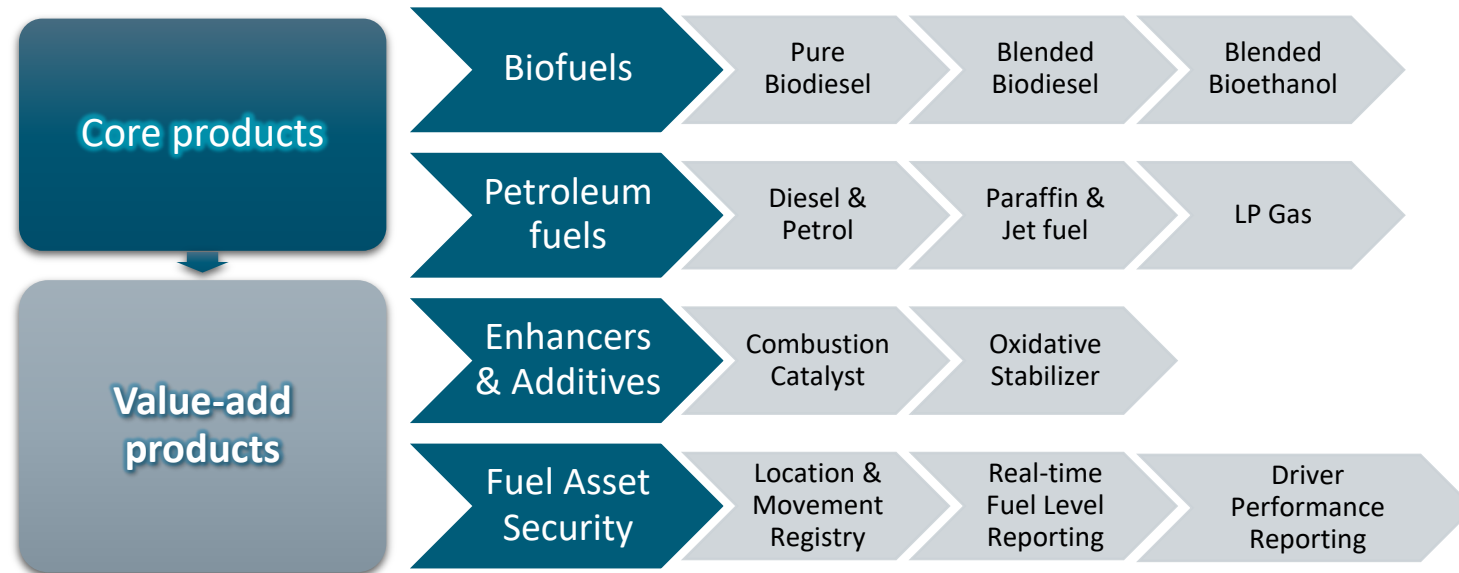 Core products
Biofuels
Pure
Biodiesel
Blended
Biodiesel
Blended
Bioethanol
Petroleum
fuels
Diesel &
Petrol
Paraffin &
Jet fuel
LP Gas
Value-add
products
Enhancers
& Additives
Combustion
Catalyst
Oxidative
Stabilizer
Fuel Asset
Security
Location &
Movement
Registry
Real-time
Fuel Level
Reporting
Driver
Performance
Reporting